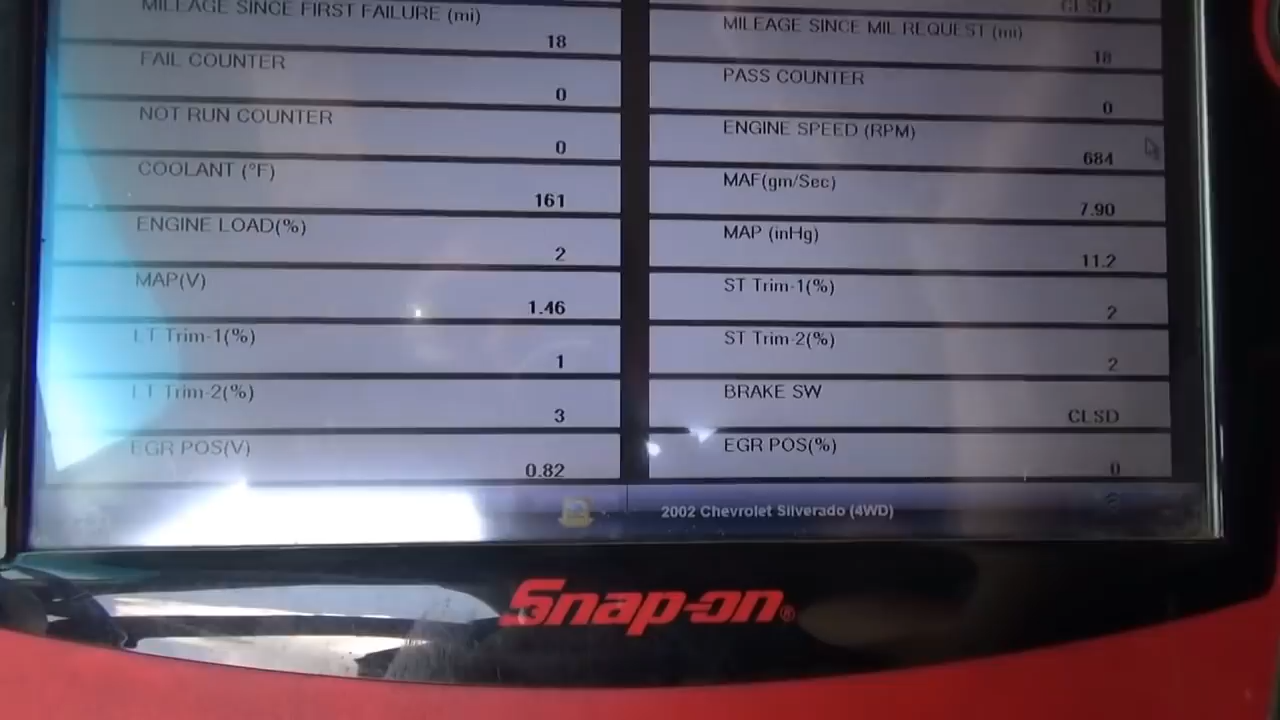 CLSD
MILEAGE SINCE FIRST FAILURE (mi)
18
MILEAGE SINCE MIL REQUEST (mi)
18
FAIL COUNTER
0
PASS COUNTER
0
NOT RUN COUNTER
0
ENGINE SPEED (RPM)
684
COOLANT (°F)
161
MAF(gm/Sec)
7.90
ENGINE LOAD(%)
2
MAP (inHg)
11.2
MAP(V)
1.46
ST Trim-1(%)
2
LT Trim-1(%)
1
ST Trim-2(%)
2
LT Trim-2(%)
3
BRAKE SW
CLSD
EGR POS(V)
0.82
EGR POS(%)
0
2002 Chevrolet Silverado (4WD)
Snap-on®